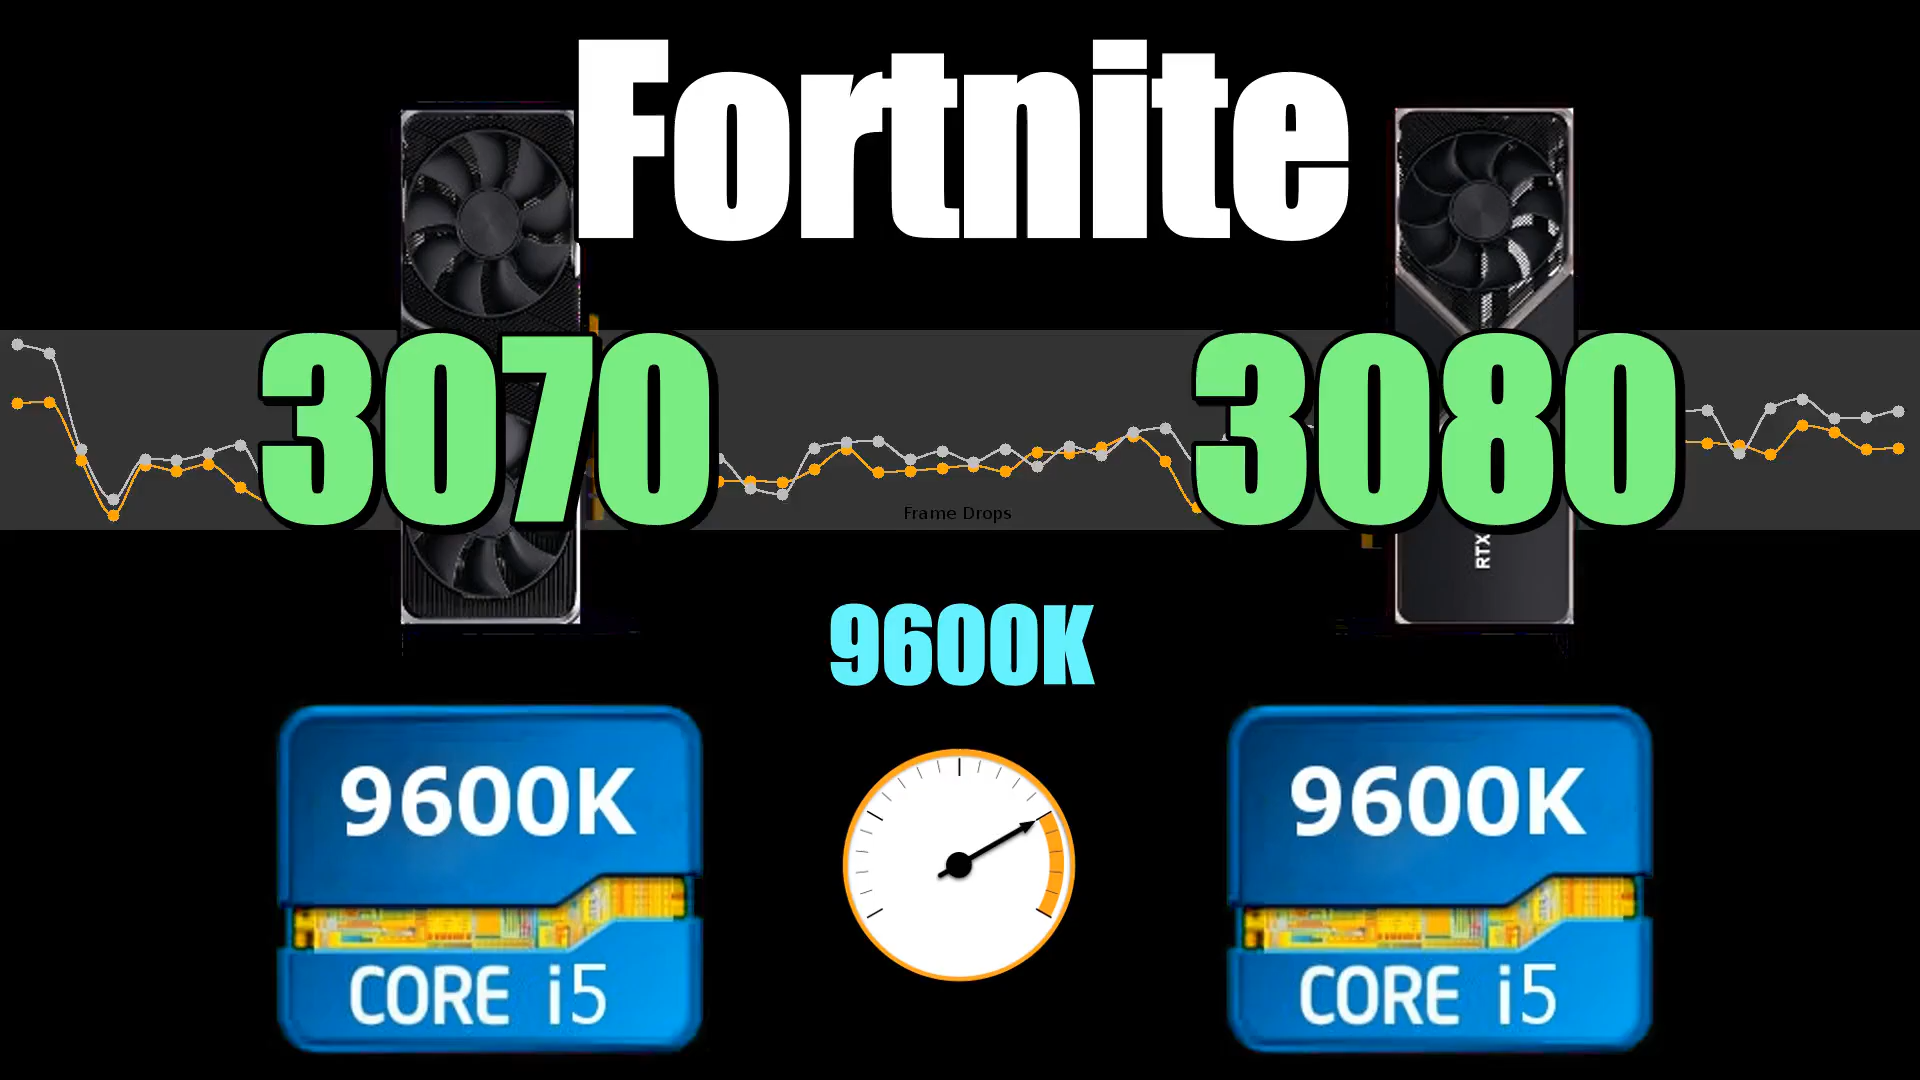 Fortnite
3070
3080
Frame Drops
RTX
9600K
9600K
CORE i5
9600K
CORE i5